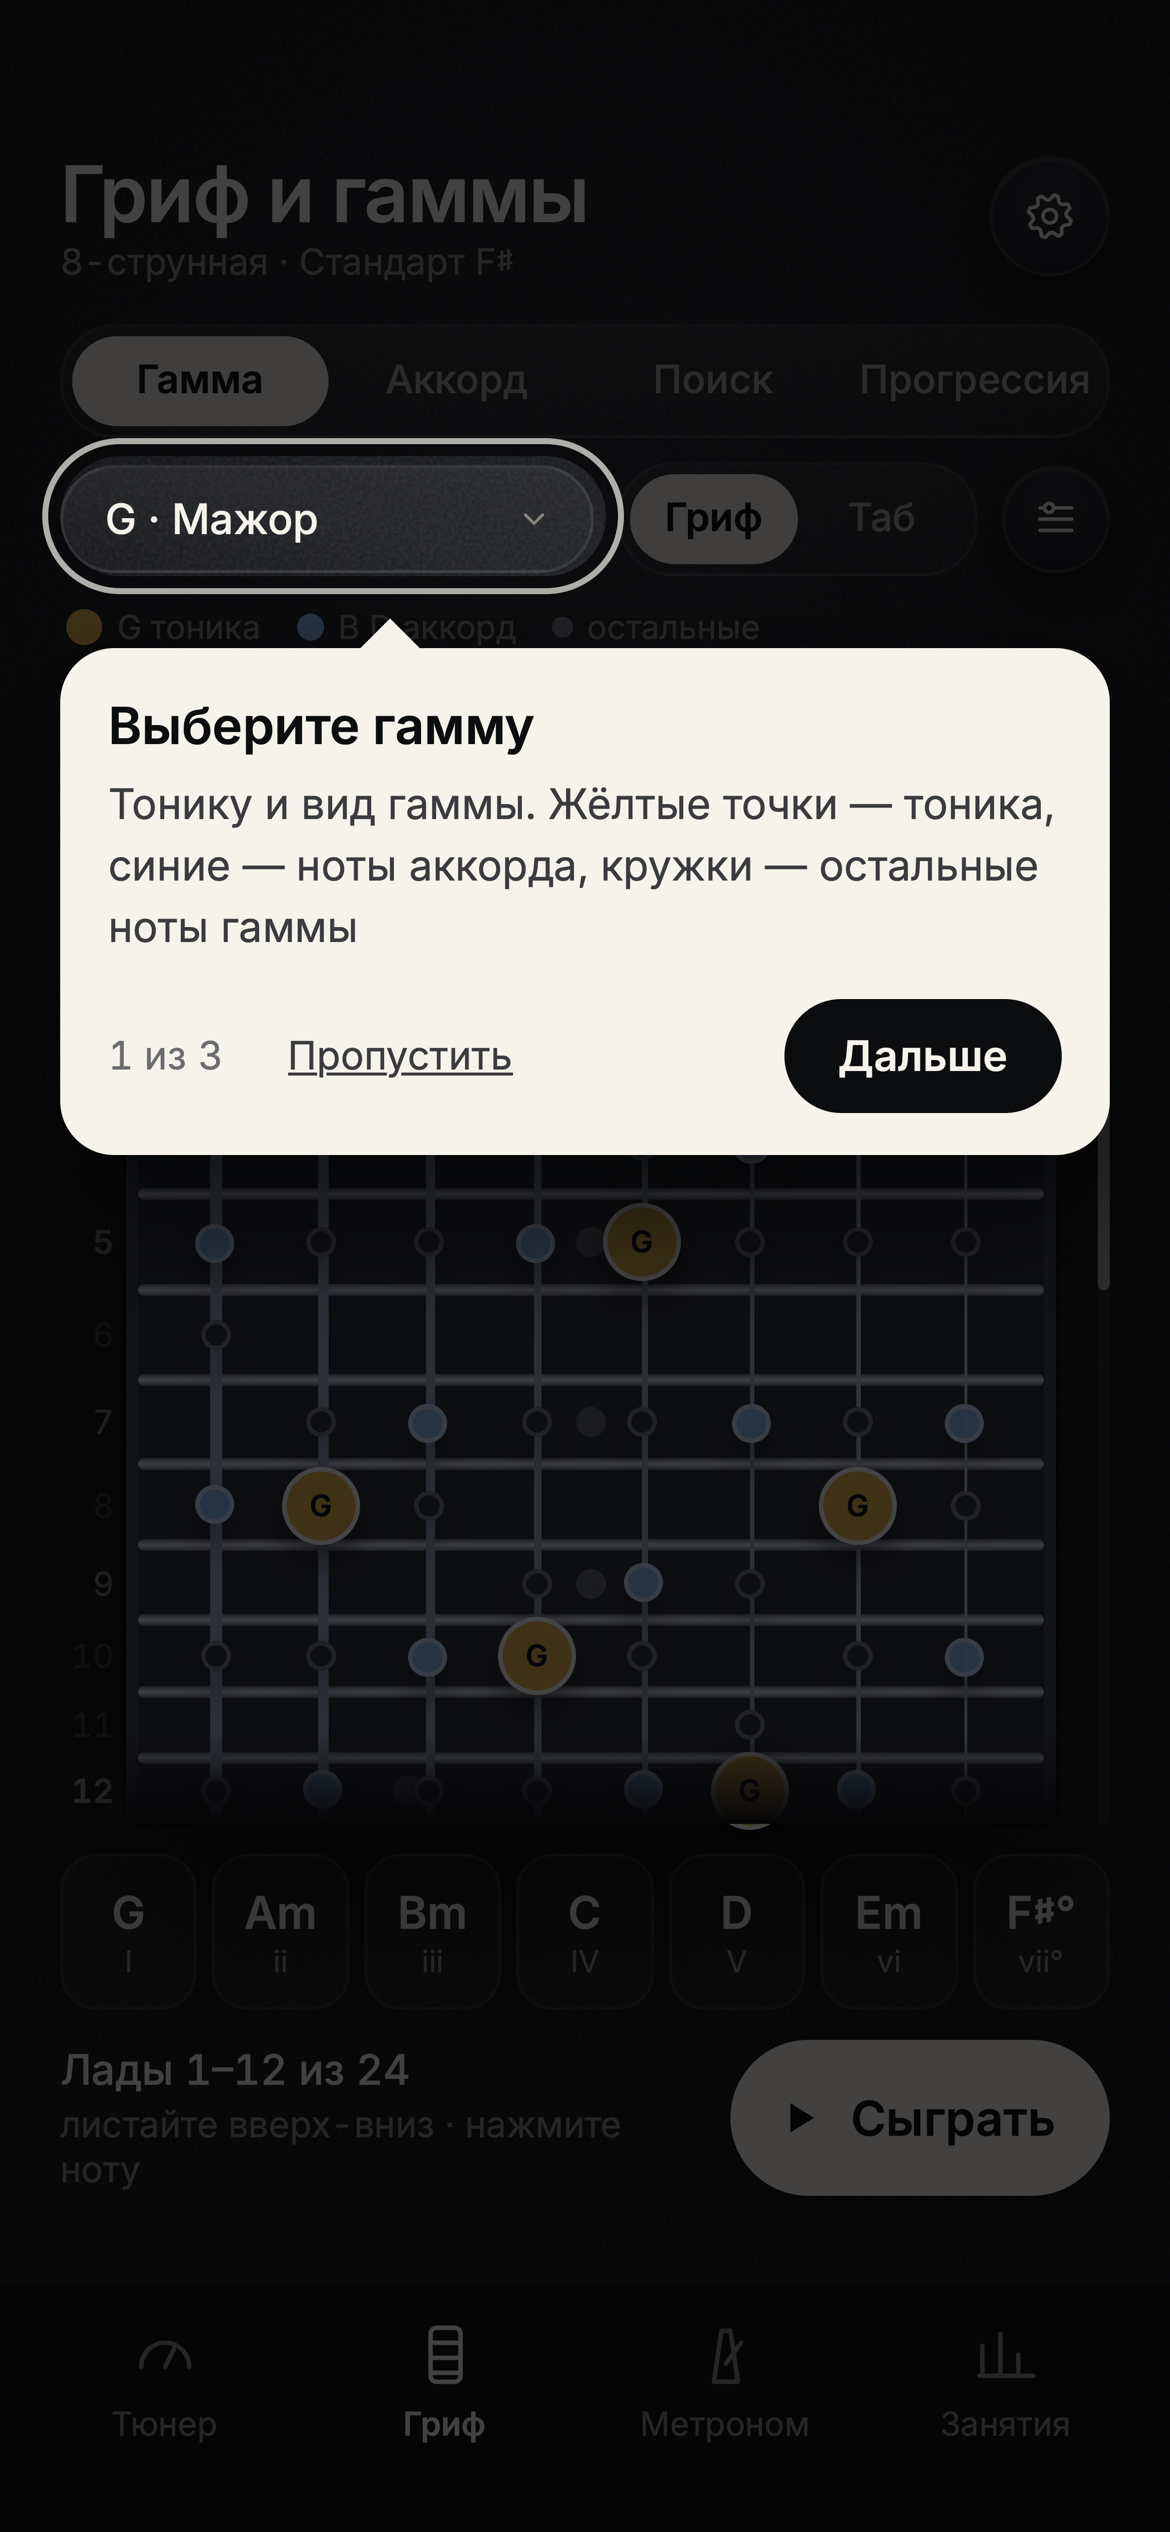 Гриф и гаммы
8-струнная · Стандарт F♯
Гамма Аккорд Поиск Прогрессия
G · Мажор
Гриф Таб
G тоника B D аккорд остальные
Выберите гамму
Тонику и вид гаммы. Жёлтые точки — тоника,
синие — ноты аккорда, кружки — остальные
ноты гаммы
1 из 3 Пропустить Дальше
5 G
6
7
8 G G
9
10 G
11
12 G
G Am Bm C D Em F♯°
I ii iii IV V vi vii°
Лады 1–12 из 24
листайте вверх-вниз · нажмите
ноту
Сыграть
Тюнер Гриф Метроном Занятия